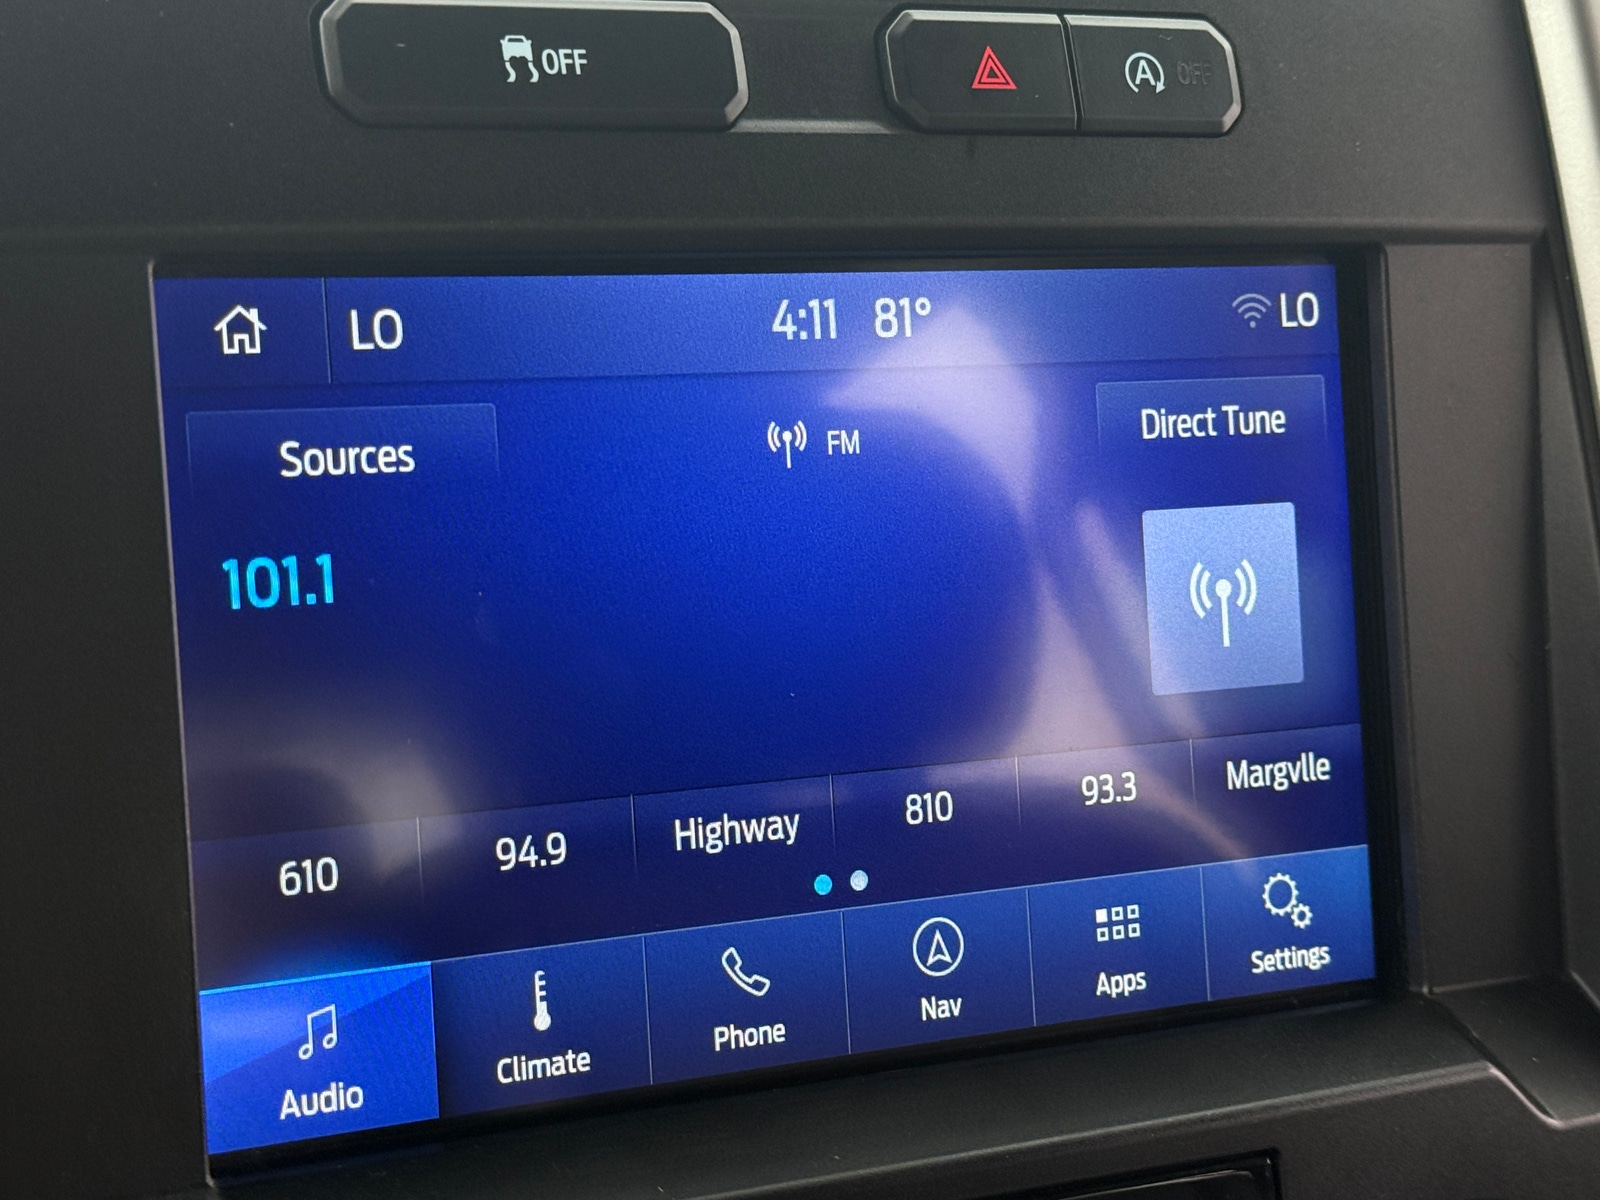 OFF
A OFF
LO 4:11 81° LO
Sources FM Direct Tune
101.1
610 94.9 Highway 810 93.3 Margvlle
Audio Climate Phone Nav Apps Settings